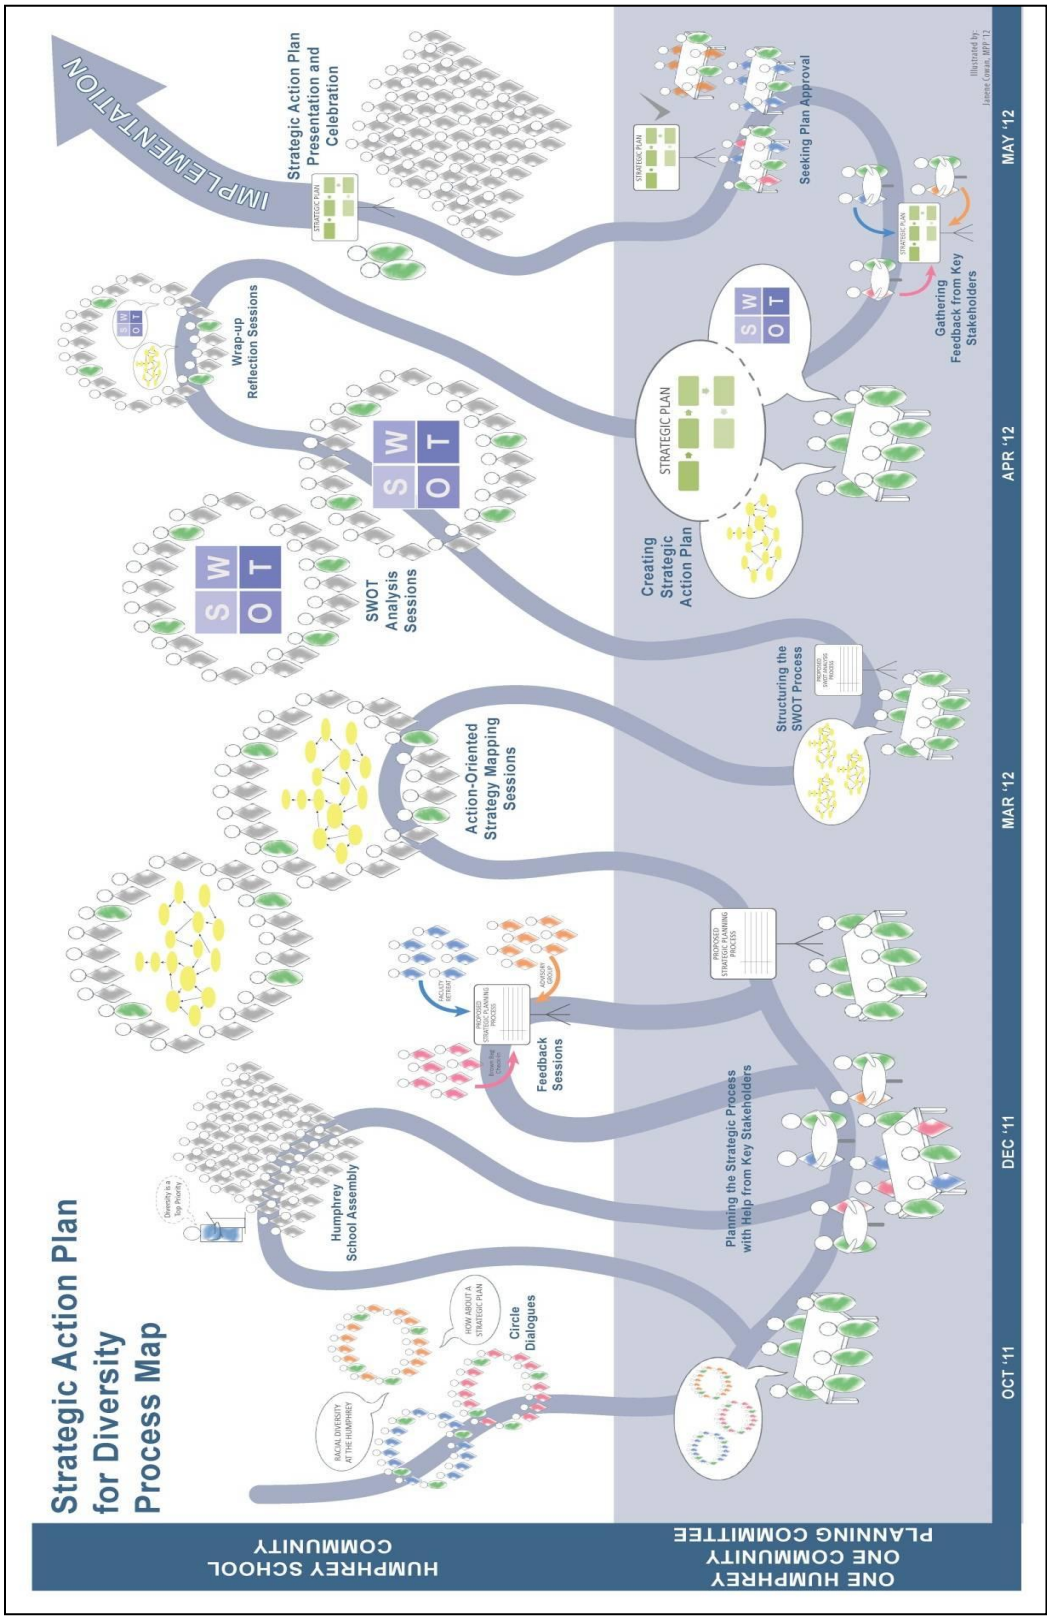 Strategic Action Plan
for Diversity
Process Map
HUMPHREY SCHOOL
COMMUNITY
ONE HUMPHREY
ONE COMMUNITY
PLANNING COMMITTEE
RACIAL DIVERSITY
AT THE HUMPHREY
HOW ABOUT A
STRATEGIC PLAN
Circle
Dialogues
Diversity is a
Top Priority
Humphrey
School Assembly
Planning the Strategic Process
with Help from Key Stakeholders
FACULTY
RETREAT
ADVISORY
GROUP
PROPOSED
STRATEGIC PLANNING
PROCESS
Feedback
Sessions
PROPOSED
STRATEGIC PLANNING
PROCESS
Action-Oriented
Strategy Mapping
Sessions
Structuring the
SWOT Process
PROPOSED
SWOT ANALYSIS
PROCESS
S W
O T
S W
O T
SWOT
Analysis
Sessions
S W
O T
Wrap-up
Reflection Sessions
Creating
Strategic
Action Plan
STRATEGIC PLAN
S W
O T
STRATEGIC PLAN
Gathering
Feedback from Key
Stakeholders
STRATEGIC PLAN
Seeking Plan Approval
STRATEGIC PLAN
Strategic Action Plan
Presentation and
Celebration
IMPLEMENTATION
OCT '11
DEC '11
MAR '12
APR '12
MAY '12
Illustrated by:
Janene Cowan, MPP '12